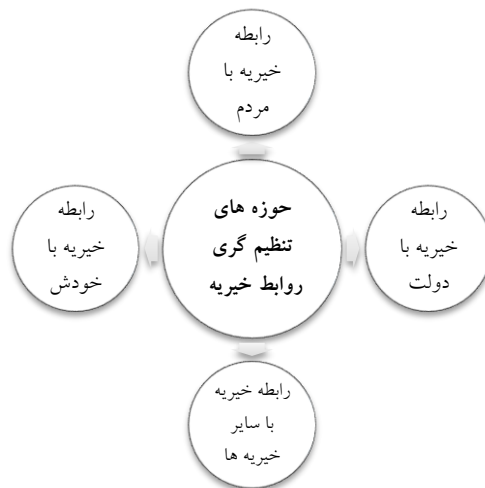 رابطه
خیریه با
مردم
رابطه
خیریه با
دولت
حوزه های
تنظیم گری
روابط خیریه
رابطه
خیریه با
خودش
رابطه خیریه
با سایر
خیریه ها